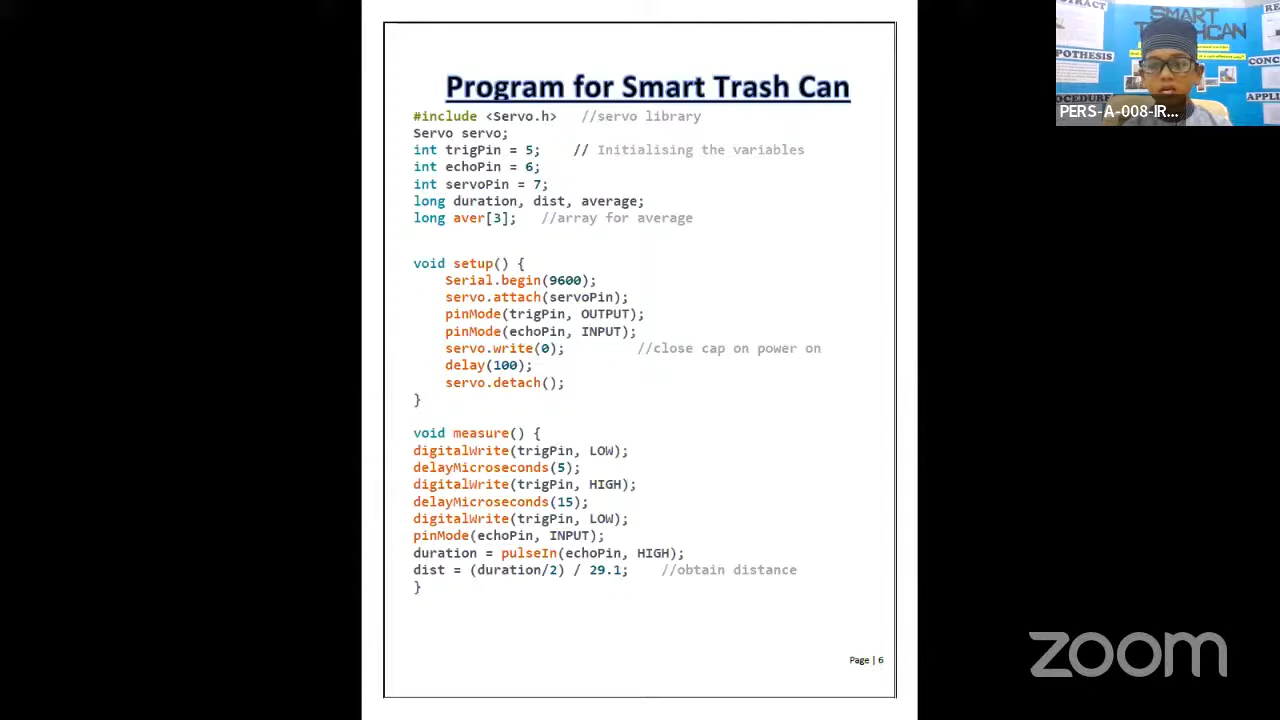 Program for Smart Trash Can
#include <Servo.h> //servo library
Servo servo;
int trigPin = 5; // Initialising the variables
int echoPin = 6;
int servoPin = 7;
long duration, dist, average;
long aver[3]; //array for average
void setup() {
Serial.begin(9600);
servo.attach(servoPin);
pinMode(trigPin, OUTPUT);
pinMode(echoPin, INPUT);
servo.write(0); //close cap on power on
delay(100);
servo.detach();
}
void measure() {
digitalWrite(trigPin, LOW);
delayMicroseconds(5);
digitalWrite(trigPin, HIGH);
delayMicroseconds(15);
digitalWrite(trigPin, LOW);
pinMode(echoPin, INPUT);
duration = pulseIn(echoPin, HIGH);
dist = (duration/2) / 29.1; //obtain distance
}
Page | 6
SMART
TRASHCAN
PERS-A-008-IR...
zoom